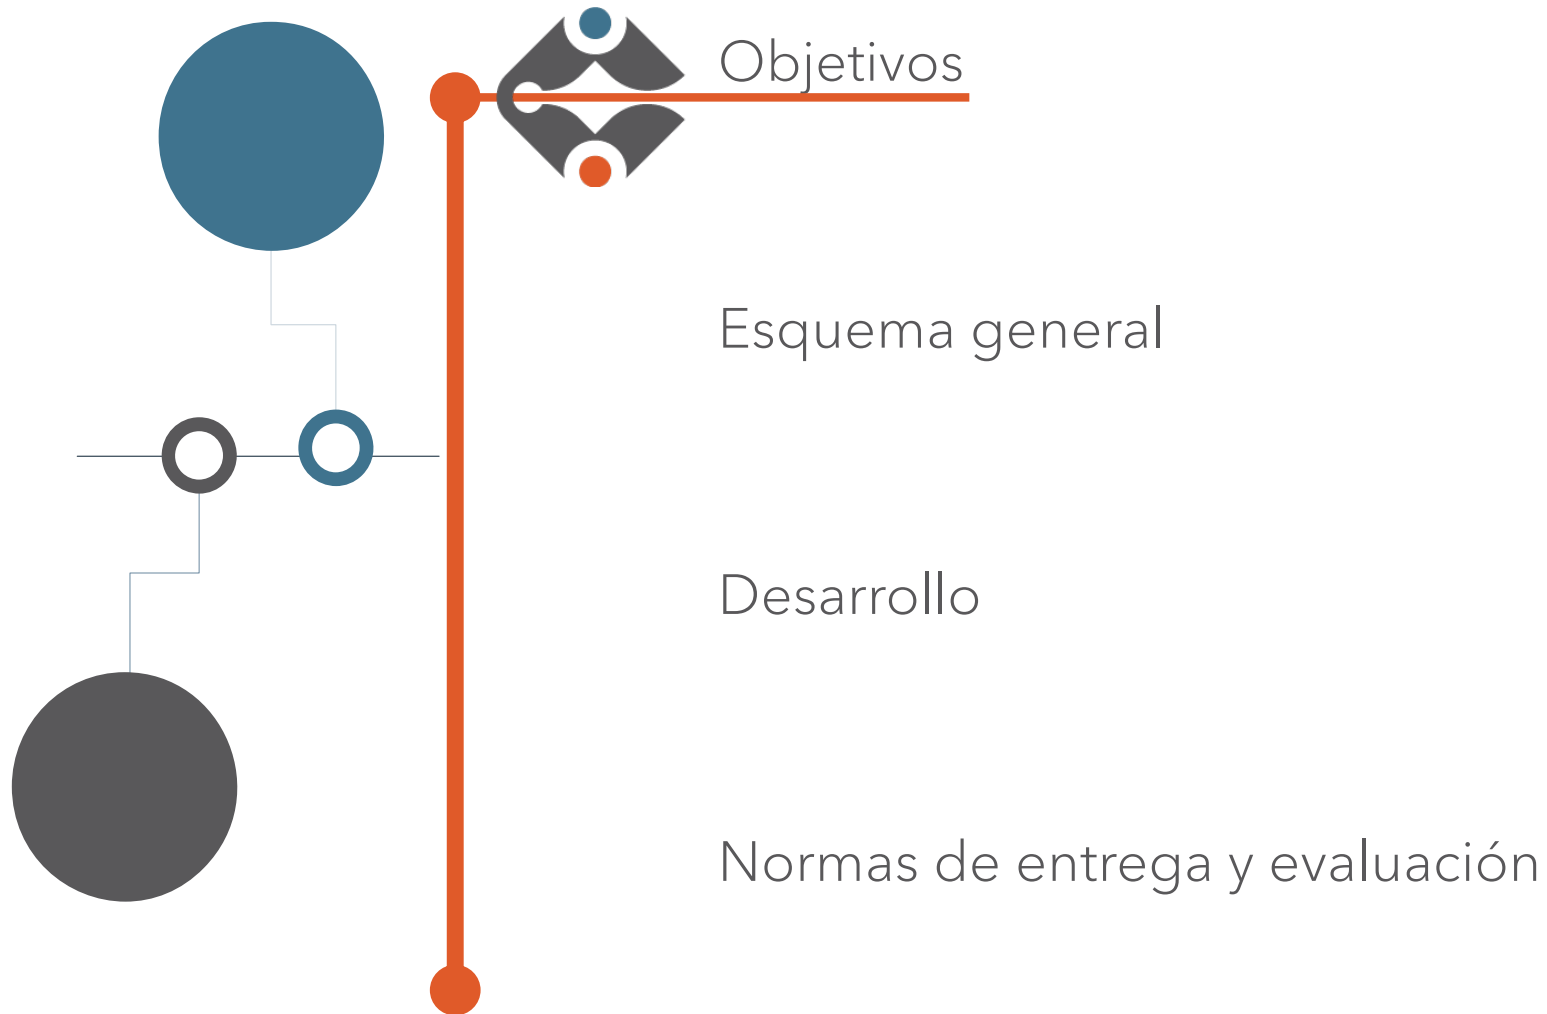 Objetivos
Esquema general
Desarrollo
Normas de entrega y evaluación